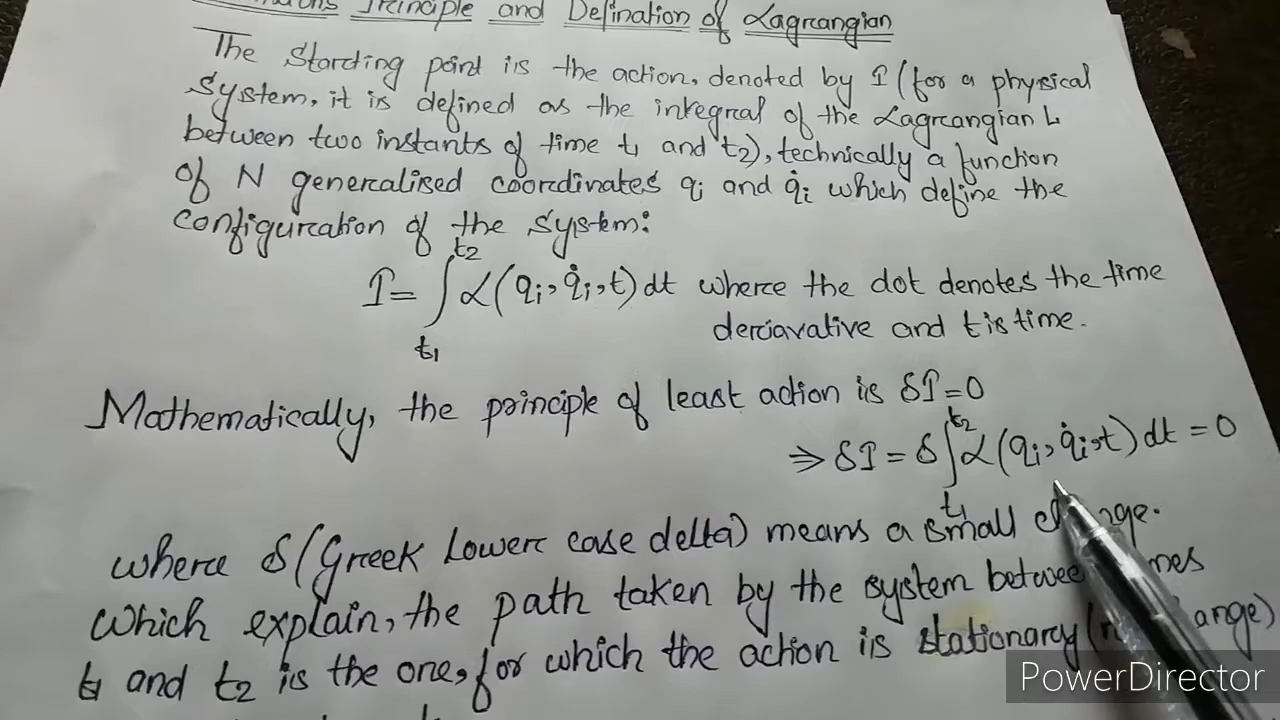 Principle and Defination of Lagrangian
The Starting point is the action, denoted by I (for a physical
System, it is defined as the integral of the Lagrangian L
between two instants of time t1 and t2), technically a function
of N generalised coordinates qi and q̇i which define the
configuration of the system:
I = ∫_{t1}^{t2} L(qi, q̇i, t) dt where the dot denotes the time
deriavative and t is time.
Mathematically, the principle of least action is δI = 0
⇒ δI = δ∫_{t1}^{t2} L(qi, q̇i, t) dt = 0
where δ (Greek Lower case delta) means a small
which explain, the path taken by the system
t1 and t2 is the one, for which the action is stationary
PowerDirector